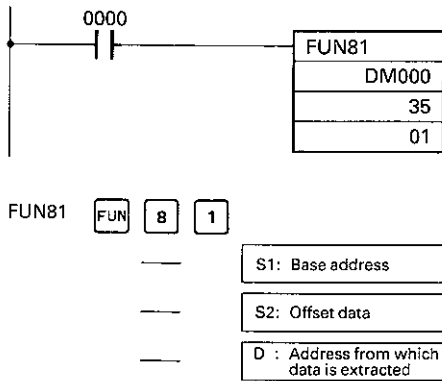 0000
FUN81
DM000
35
01
FUN81 FUN 8 1
S1: Base address
S2: Offset data
D : Address from which
data is extracted